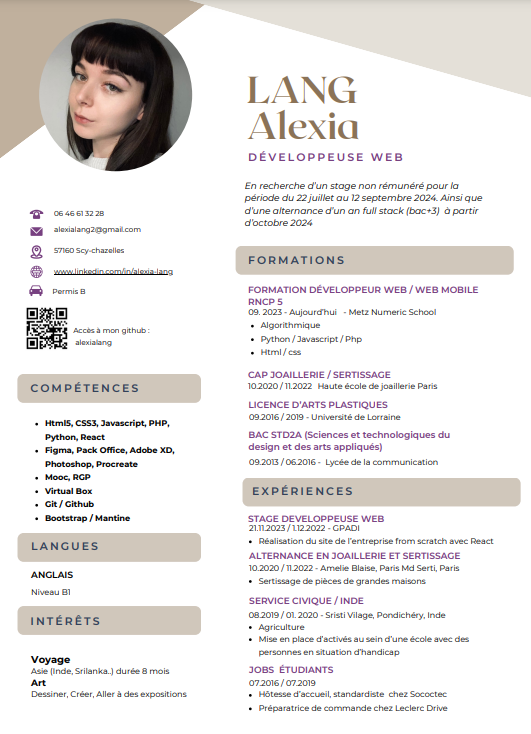 LANG
Alexia
DÉVELOPPEUSE WEB
En recherche d'un stage non rémunéré pour la
période du 22 juillet au 12 septembre 2024. Ainsi que
d'une alternance d'un an full stack (bac+3) à partir
d'octobre 2024
06 46 61 32 28
alexialang2@gmail.com
57160 Scy-chazelles
www.linkedin.com/in/alexia-lang
Permis B
Accès à mon github :
alexialang
COMPÉTENCES
Html5, CSS3, Javascript, PHP,
Python, React
Figma, Pack Office, Adobe XD,
Photoshop, Procreate
Mooc, RGP
Virtual Box
Git / Github
Bootstrap / Mantine
LANGUES
ANGLAIS
Niveau B1
INTÉRÊTS
Voyage
Asie (Inde, Srilanka..) durée 8 mois
Art
Dessiner, Créer, Aller à des expositions
FORMATIONS
FORMATION DÉVELOPPEUR WEB / WEB MOBILE
RNCP 5
09. 2023 - Aujourd'hui - Metz Numeric School
Algorithmique
Python / Javascript / Php
Html / css
CAP JOAILLERIE / SERTISSAGE
10.2020 / 11.2022 Haute école de joaillerie Paris
LICENCE D'ARTS PLASTIQUES
09.2016 / 2019 - Université de Lorraine
BAC STD2A (Sciences et technologiques du
design et des arts appliqués)
09.2013 / 06.2016 - Lycée de la communication
EXPÉRIENCES
STAGE DEVELOPPEUSE WEB
21.11.2023 / 1.12.2022 - GPADI
Réalisation du site de l'entreprise from scratch avec React
ALTERNANCE EN JOAILLERIE ET SERTISSAGE
10.2020 / 11.2022 - Amelie Blaise, Paris Md Serti, Paris
Sertissage de pièces de grandes maisons
SERVICE CIVIQUE / INDE
08.2019 / 01. 2020 - Sristi Vilage, Pondichéry, Inde
Agriculture
Mise en place d'activés au sein d'une école avec des
personnes en situation d'handicap
JOBS ÉTUDIANTS
07.2016 / 07.2019
Hôtesse d'accueil, standardiste chez Sococtec
Préparatrice de commande chez Leclerc Drive